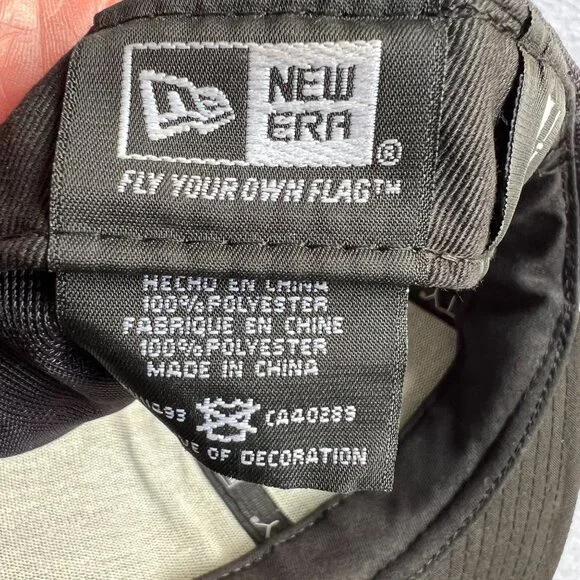 NEW
ERA
®
FLY YOUR OWN FLAG™
HECHO EN CHINA
100% POLYESTER
FABRIQUE EN CHINE
100% POLYESTER
MADE IN CHINA
CA40289
OF DECORATION